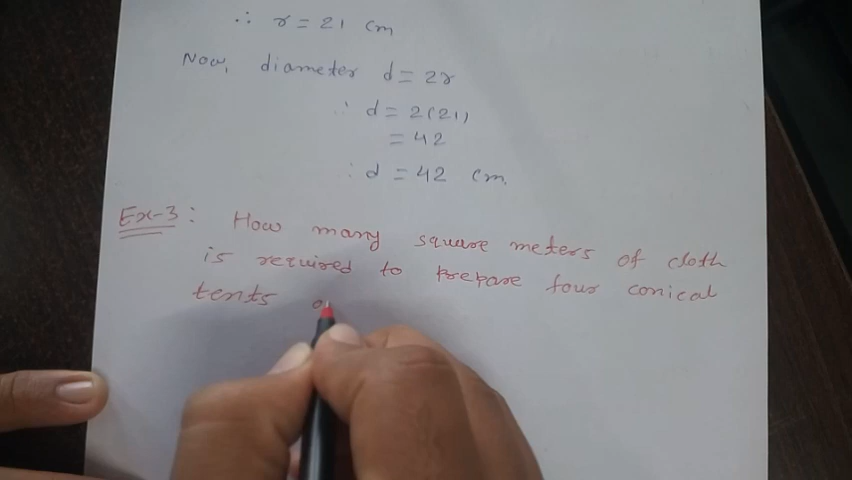 ∴ r = 21 cm
Now, diameter d = 2r
∴ d = 2(21)
= 42
∴ d = 42 cm.
Ex-3: How many square meters of cloth
is required to prepare four conical
tents o